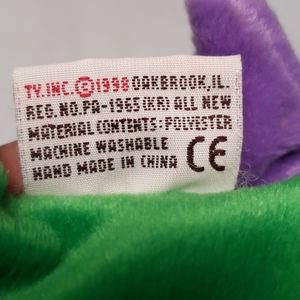 TY.INC.©1998 OAKBROOK,IL.
REG.NO.PA-1965(KR) ALL NEW
MATERIAL CONTENTS:POLYESTER
MACHINE WASHABLE
HAND MADE IN CHINA CE